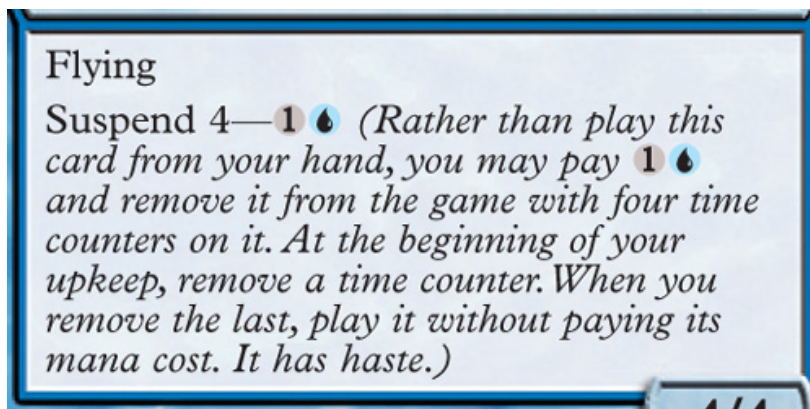 Flying
Suspend 4—1 (Rather than play this
card from your hand, you may pay 1
and remove it from the game with four time
counters on it. At the beginning of your
upkeep, remove a time counter. When you
remove the last, play it without paying its
mana cost. It has haste.)
4/4